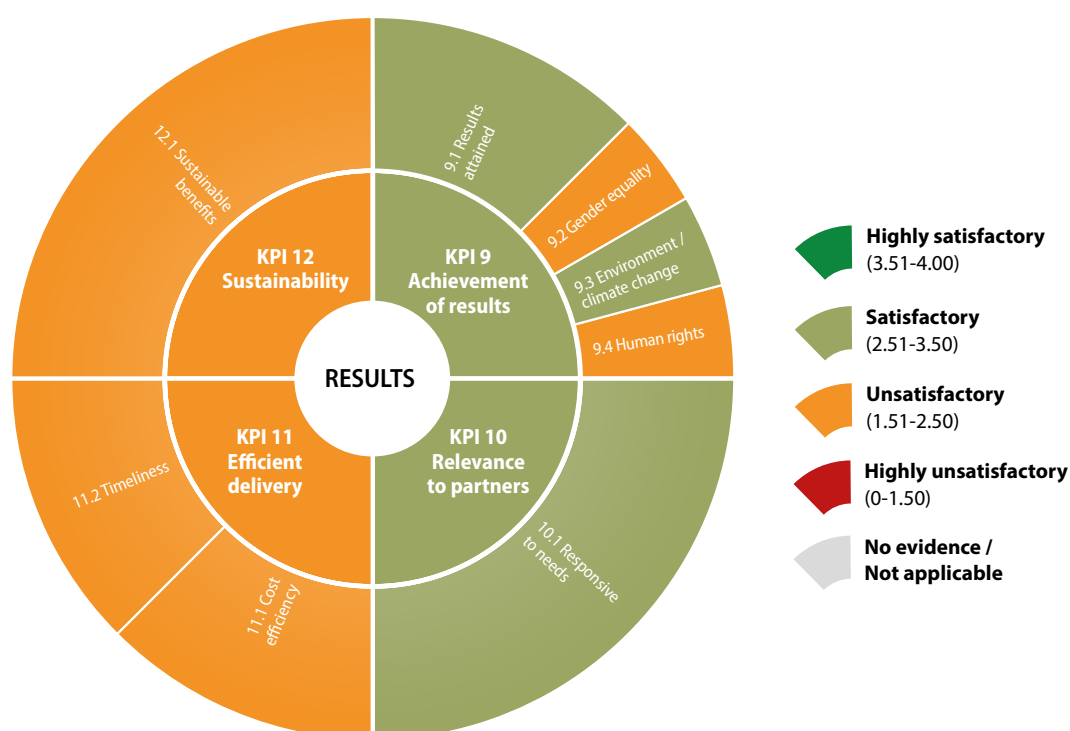 12.1 Sustainable
benefits
9.1 Results
attained
9.2 Gender equality
9.3 Environment /
climate change
9.4 Human rights
KPI 12
Sustainability
KPI 9
Achievement
of results
RESULTS
KPI 11
Efficient
delivery
KPI 10
Relevance
to partners
11.2 Timeliness
11.1 Cost
efficiency
10.1 Responsive
to needs
Highly satisfactory
(3.51-4.00)
Satisfactory
(2.51-3.50)
Unsatisfactory
(1.51-2.50)
Highly unsatisfactory
(0-1.50)
No evidence /
Not applicable